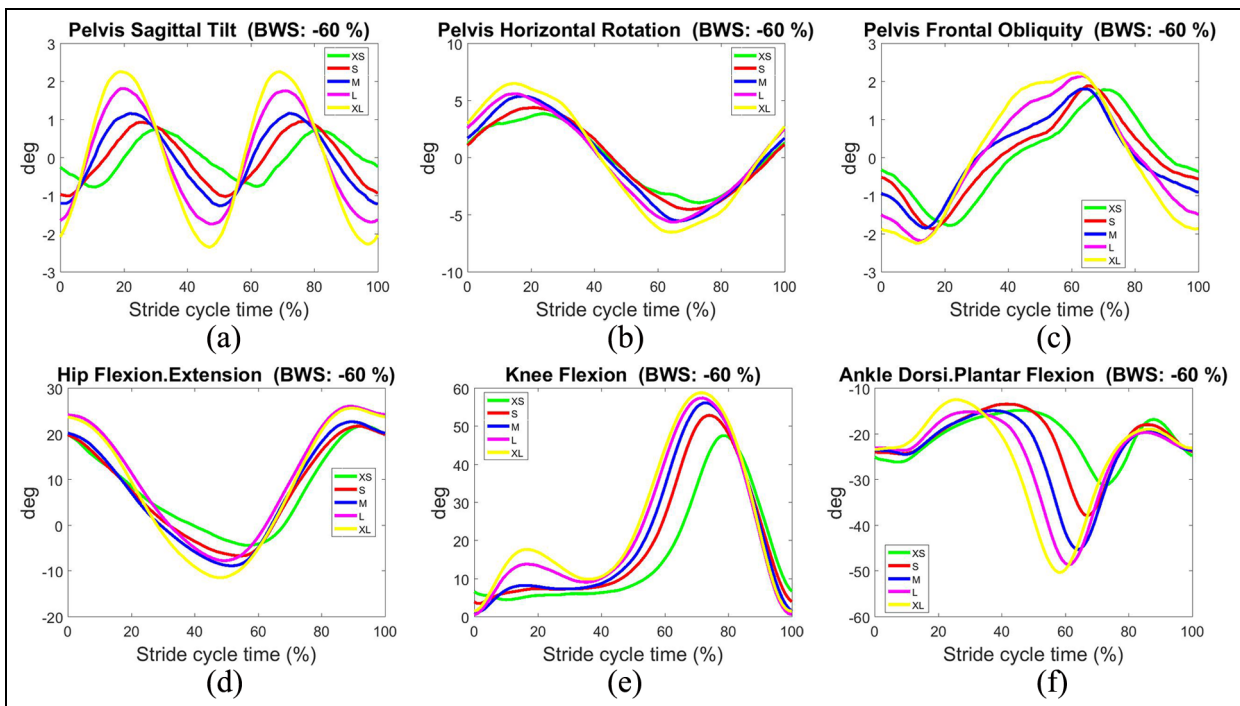 Pelvis Sagittal Tilt (BWS: -60 %)
3
2
1
0
-1
-2
-3
deg
XS
S
M
L
XL
0 20 40 60 80 100
Stride cycle time (%)
(a)
Pelvis Horizontal Rotation (BWS: -60 %)
10
5
0
-5
-10
deg
XS
S
M
L
XL
0 20 40 60 80 100
Stride cycle time (%)
(b)
Pelvis Frontal Obliquity (BWS: -60 %)
3
2
1
0
-1
-2
-3
deg
XS
S
M
L
XL
0 20 40 60 80 100
Stride cycle time (%)
(c)
Hip Flexion.Extension (BWS: -60 %)
30
20
10
0
-10
-20
deg
XS
S
M
L
XL
0 20 40 60 80 100
Stride cycle time (%)
(d)
Knee Flexion (BWS: -60 %)
60
50
40
30
20
10
0
deg
XS
S
M
L
XL
0 20 40 60 80 100
Stride cycle time (%)
(e)
Ankle Dorsi.Plantar Flexion (BWS: -60 %)
-10
-20
-30
-40
-50
-60
deg
XS
S
M
L
XL
0 20 40 60 80 100
Stride cycle time (%)
(f)